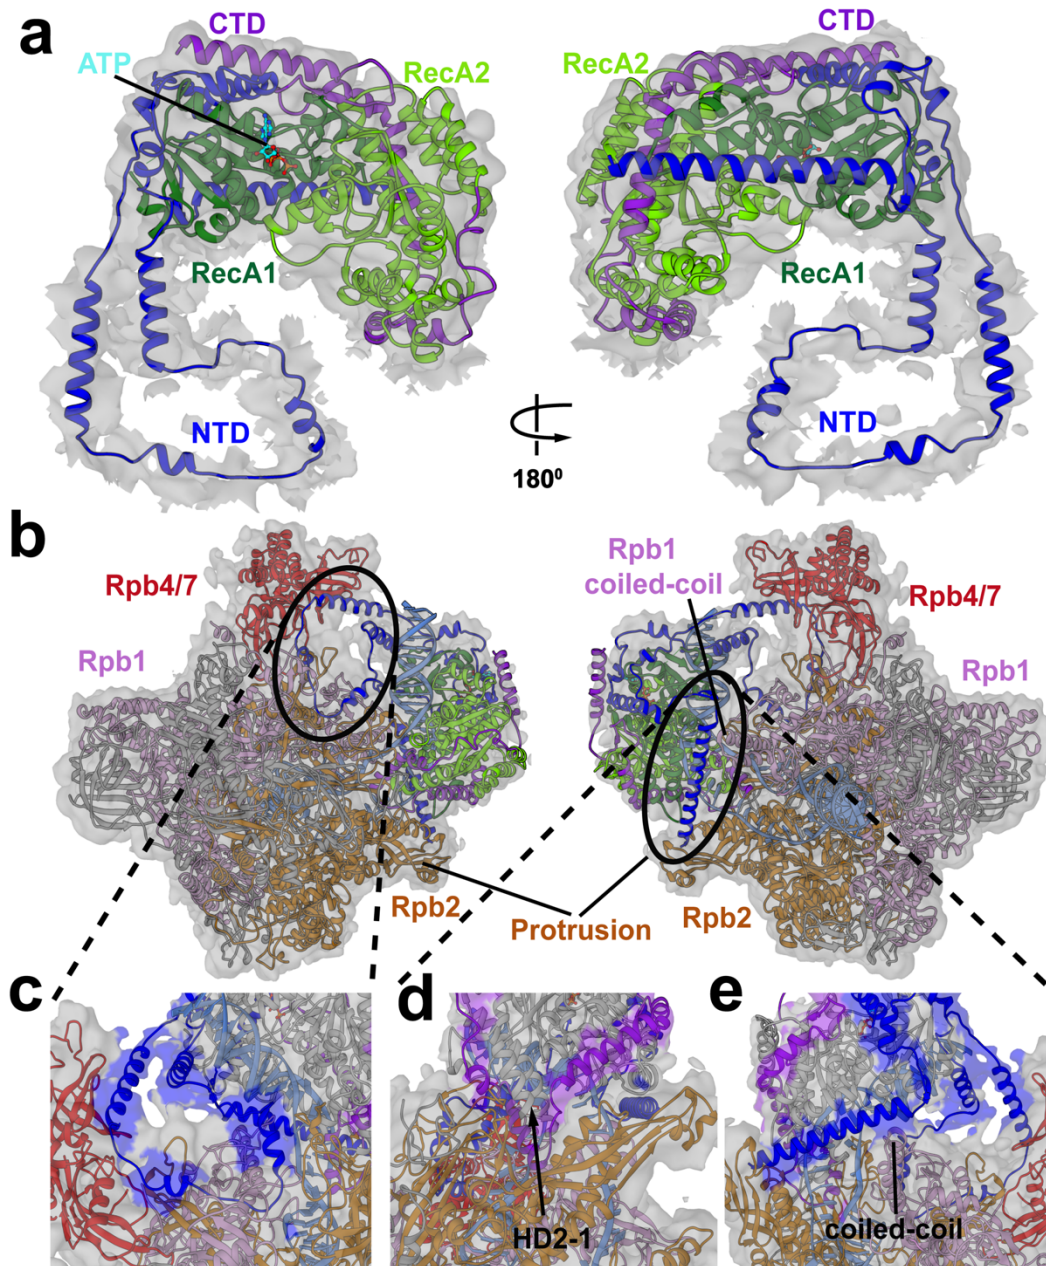 a
CTD
ATP
RecA2
RecA1
NTD
CTD
RecA2
RecA1
NTD
180⁰
b
Rpb4/7
Rpb1
Rpb2
Protrusion
Rpb1
coiled-coil
Rpb4/7
Rpb1
Rpb2
c
d
HD2-1
e
coiled-coil